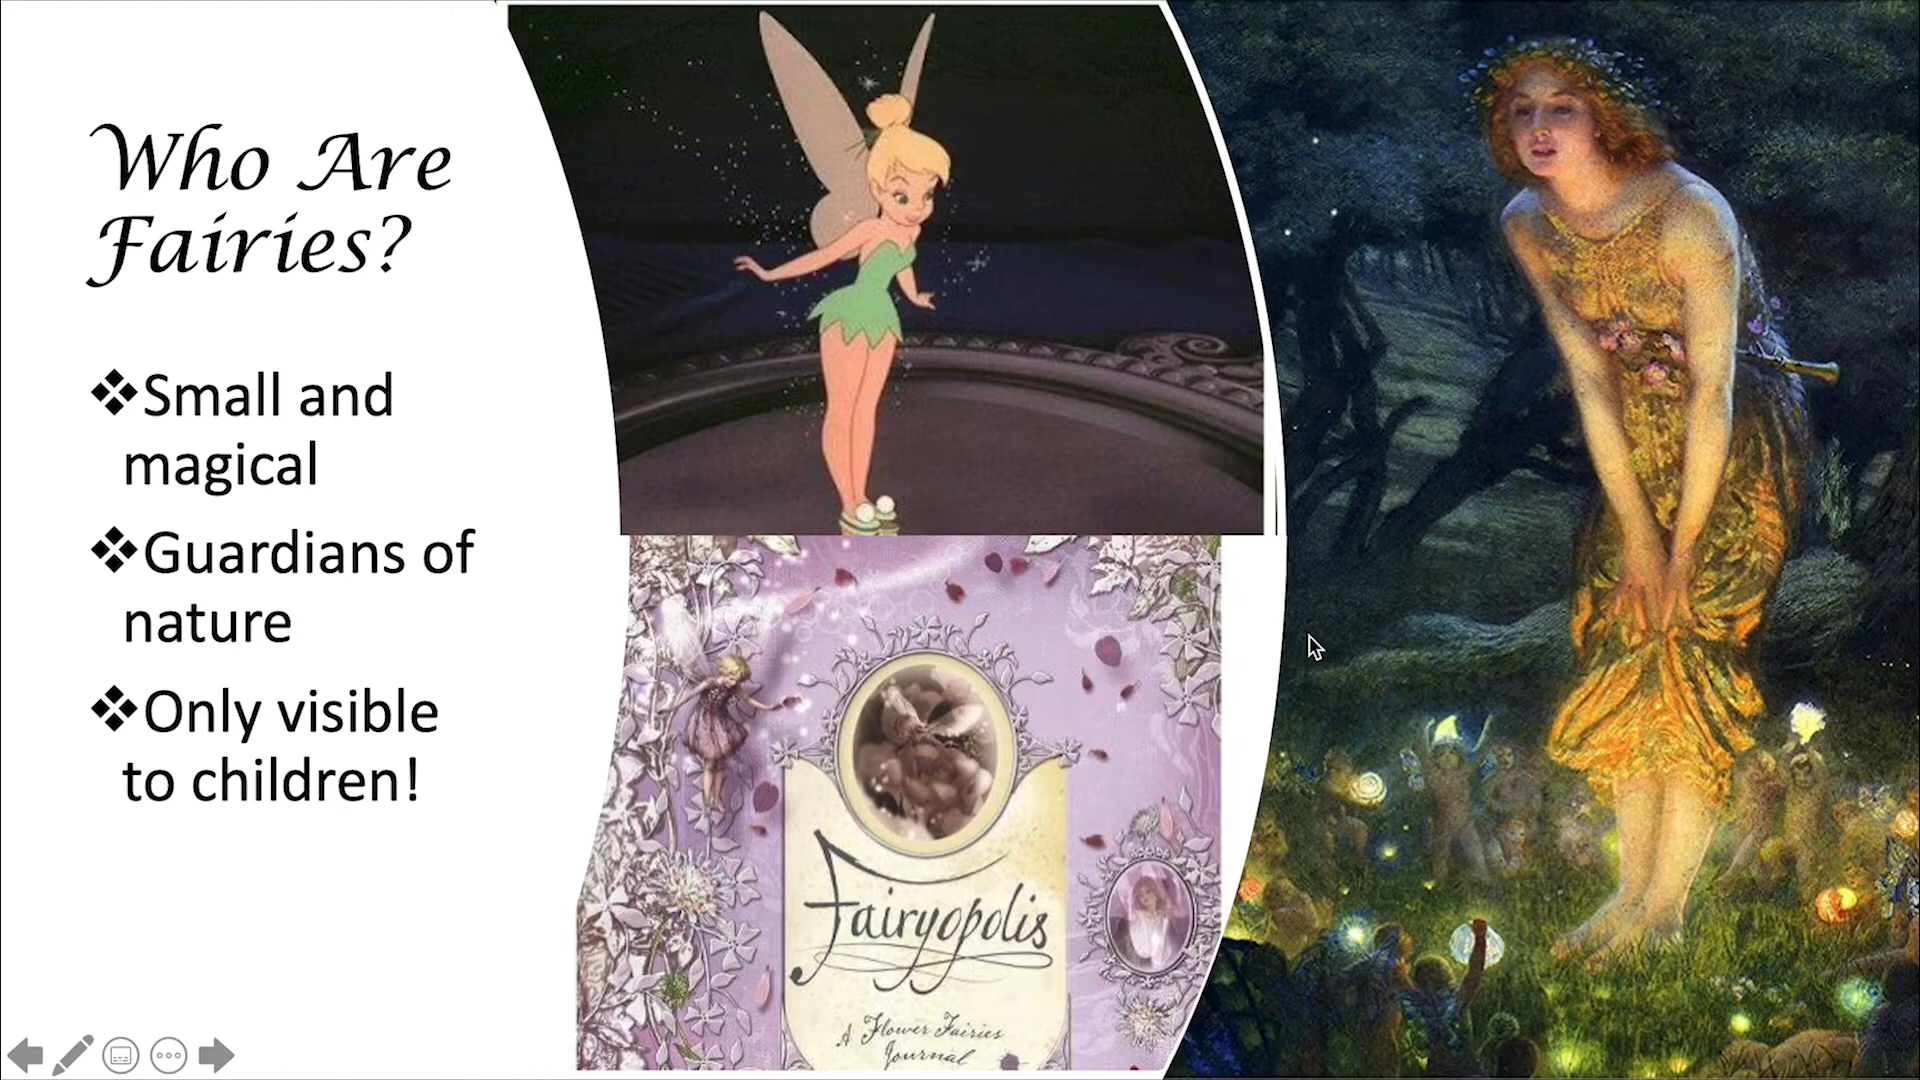 Who Are
Fairies?
❖Small and
magical
❖Guardians of
nature
❖Only visible
to children!
Fairyopolis
A Flower Fairies
Journal